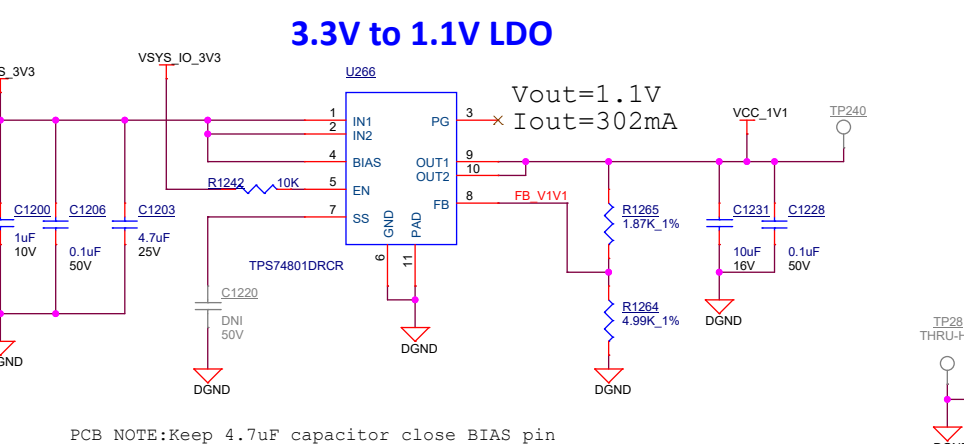 3.3V to 1.1V LDO
S_3V3
VSYS_IO_3V3
U266
Vout=1.1V
Iout=302mA
VCC_1V1
TP240
1
IN1
2
IN2
4
BIAS
5
EN
7
SS
PG
3
OUT1
9
OUT2
10
FB
8
GND
6
PAD
11
R1242
10K
FB_V1V1
TPS74801DRCR
C1200
1uF
10V
C1206
0.1uF
50V
C1203
4.7uF
25V
C1220
DNI
50V
R1265
1.87K_1%
R1264
4.99K_1%
C1231
10uF
16V
C1228
0.1uF
50V
DGND
DGND
DGND
DGND
GND
TP28
THRU-H
DGND
PCB NOTE:Keep 4.7uF capacitor close BIAS pin